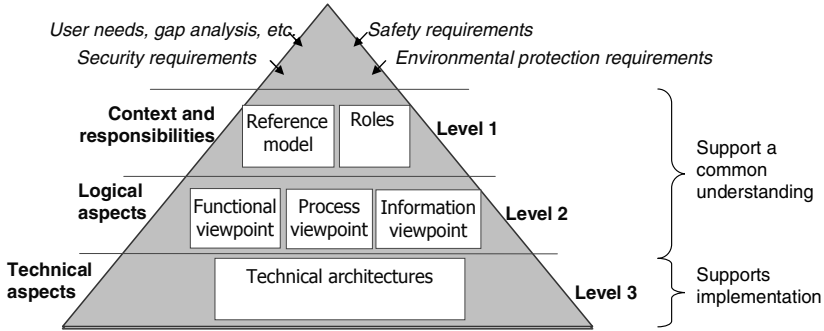 User needs, gap analysis, etc.
Safety requirements
Security requirements
Environmental protection requirements
Context and
responsibilities
Reference
model
Roles
Level 1
Support a
common
understanding
Logical
aspects
Functional
viewpoint
Process
viewpoint
Information
viewpoint
Level 2
Technical
aspects
Technical architectures
Level 3
Supports
implementation